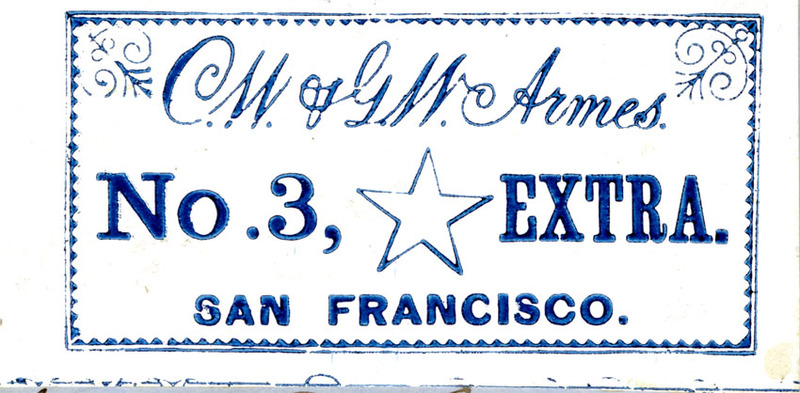 C.W. & G.W. Armes.
No. 3, EXTRA.
SAN FRANCISCO.